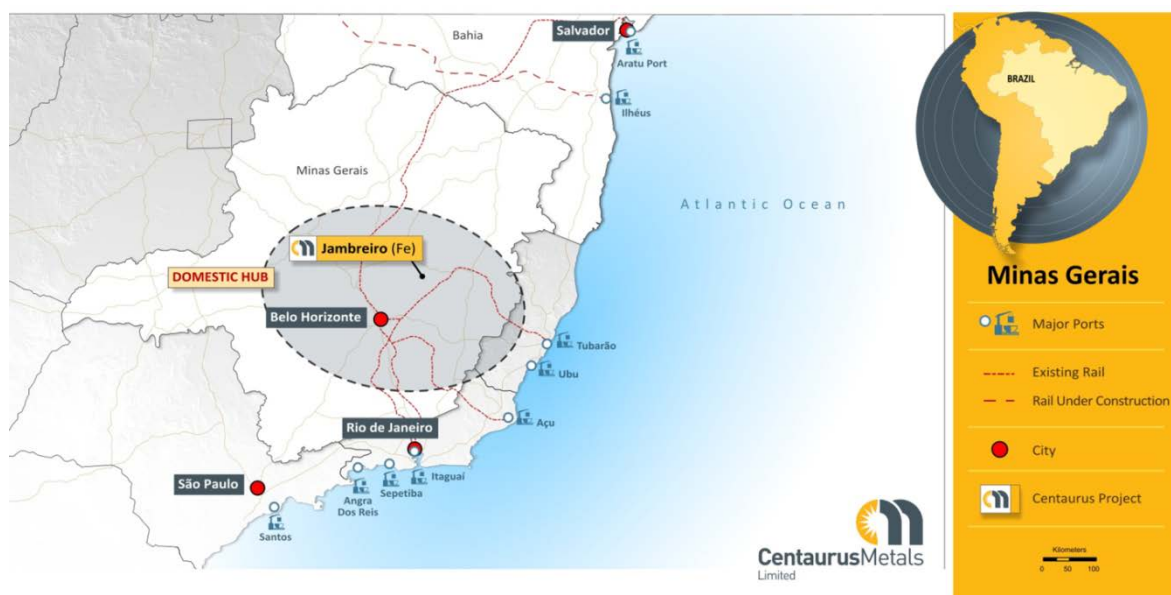 Salvador
Bahia
Aratu Port
Ilhéus
Minas Gerais
Atlantic Ocean
Jambreiro (Fe)
DOMESTIC HUB
Belo Horizonte
Tubarão
Ubu
Açu
Rio de Janeiro
Itaguaí
Sepetiba
Angra
Dos Reis
São Paulo
Santos
CentaurusMetals
Limited
BRAZIL
Minas Gerais
Major Ports
Existing Rail
Rail Under Construction
City
Centaurus Project
Kilometers
0 50 100